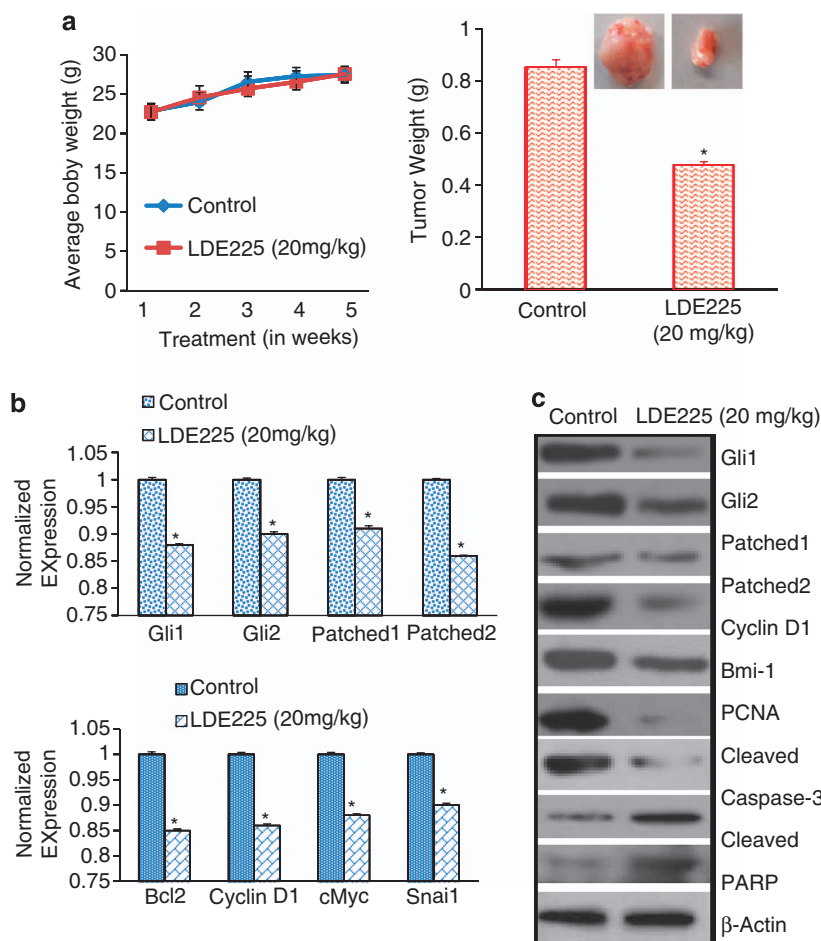 a
30
25
20
15
10
5
0
Average boby weight (g)
Control
LDE225 (20mg/kg)
1 2 3 4 5
Treatment (in weeks)
1
0.8
0.6
0.4
0.2
0
Tumor Weight (g)
*
Control
LDE225
(20 mg/kg)
b
Control
LDE225 (20mg/kg)
1.05
1
0.95
0.9
0.85
0.8
0.75
Normalized
EXpression
* * * *
Gli1 Gli2 Patched1 Patched2
Control
LDE225 (20mg/kg)
1.05
1
0.95
0.9
0.85
0.8
0.75
Normalized
EXpression
* * * *
Bcl2 Cyclin D1 cMyc Snai1
c
Control LDE225 (20 mg/kg)
Gli1
Gli2
Patched1
Patched2
Cyclin D1
Bmi-1
PCNA
Cleaved
Caspase-3
Cleaved
PARP
β-Actin